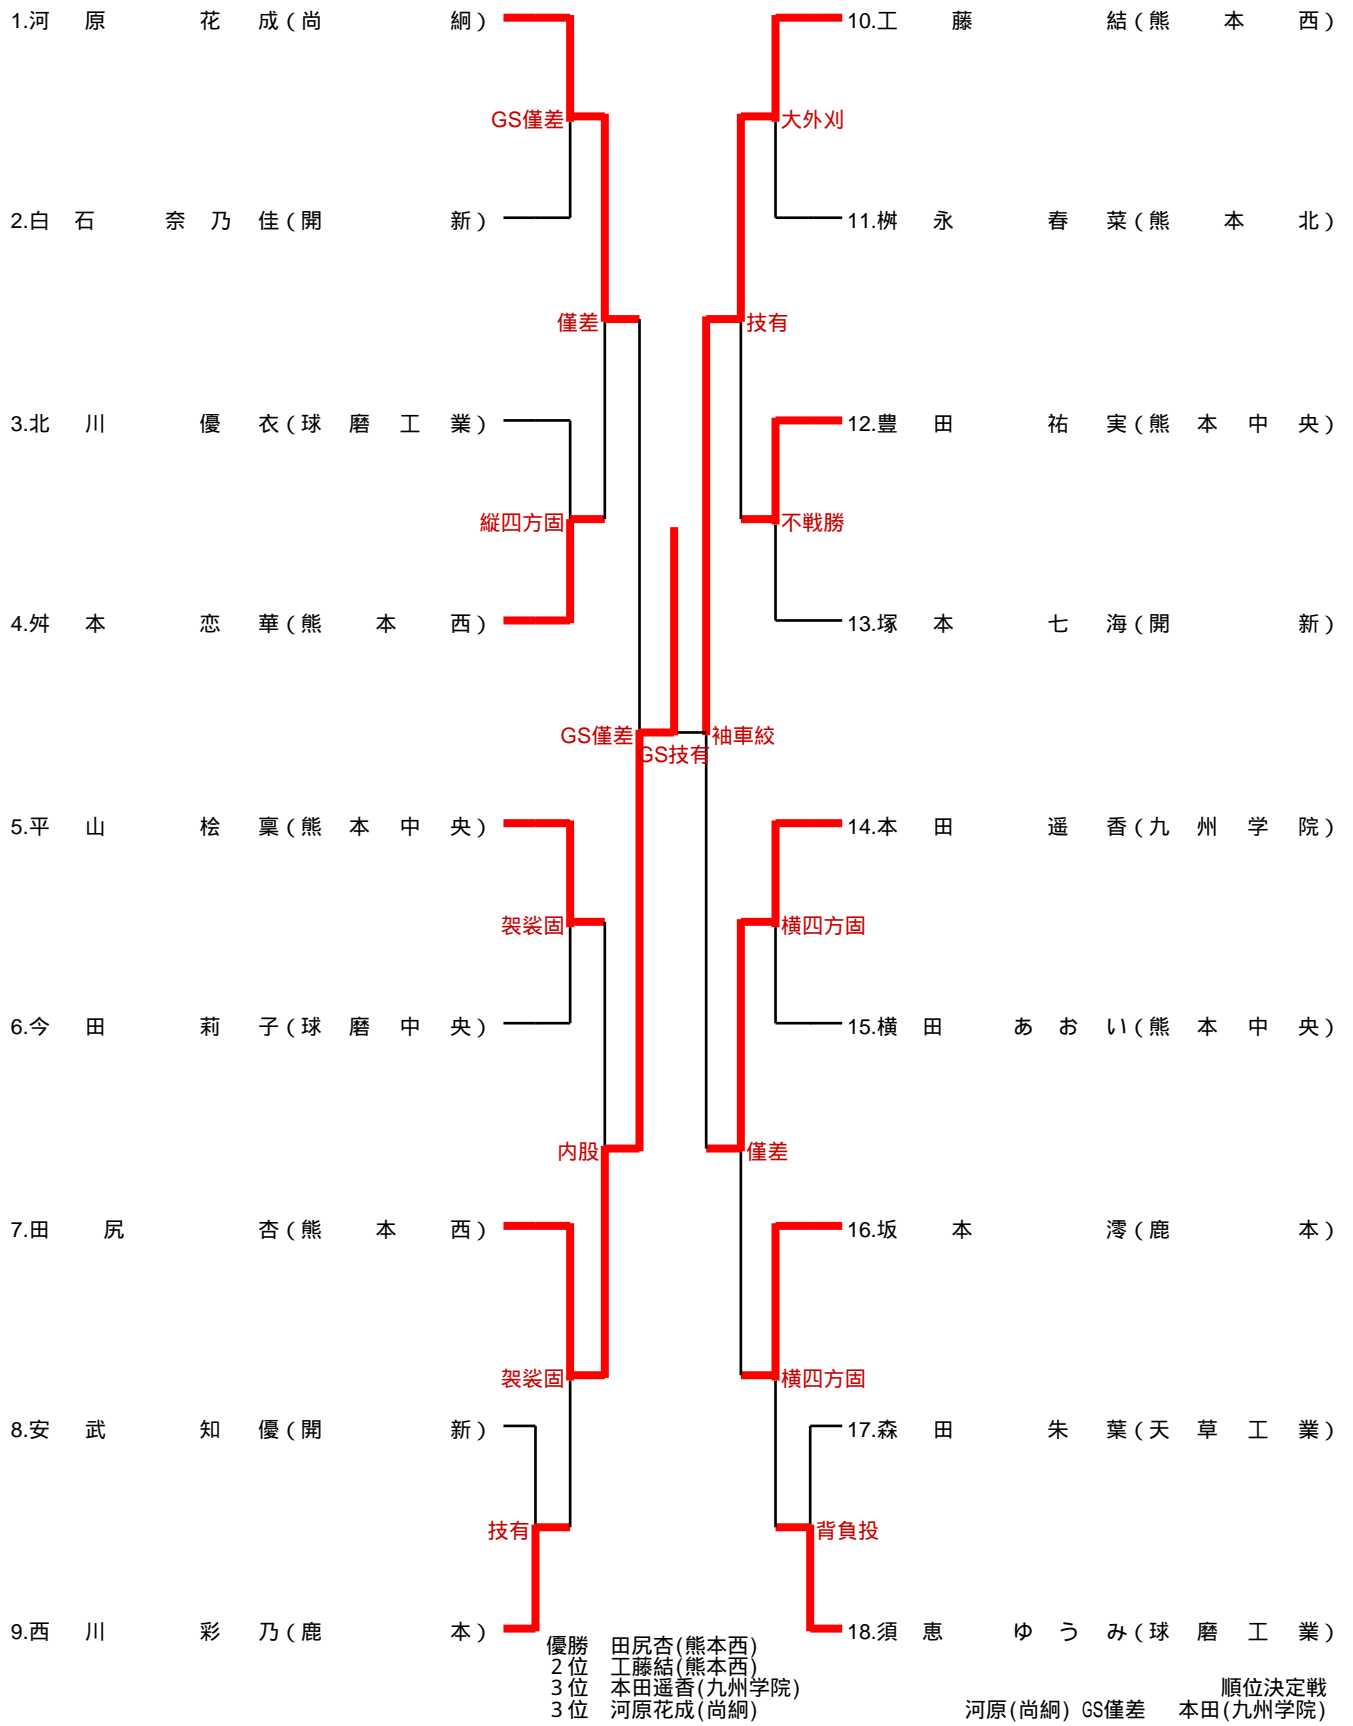 1.河原 花成(尚 絅)
10.工藤 結(熊本西)
GS僅差
大外刈
2.白石 奈乃佳(開 新)
11.桝永 春菜(熊本北)
僅差
技有
3.北川 優衣(球磨工業)
12.豊田 祐実(熊本中央)
縦四方固
不戦勝
4.舛本 恋華(熊本西)
13.塚本 七海(開 新)
GS僅差
GS技有
袖車絞
5.平山 桧稟(熊本中央)
14.本田 遥香(九州学院)
袈裟固
横四方固
6.今田 莉子(球磨中央)
15.横田 あおい(熊本中央)
内股
僅差
7.田尻 杏(熊本西)
16.坂本 澪(鹿 本)
袈裟固
横四方固
8.安武 知優(開 新)
17.森田 朱葉(天草工業)
技有
背負投
9.西川 彩乃(鹿 本)
18.須恵 ゆうみ(球磨工業)
優勝 田尻杏(熊本西)
2位 工藤結(熊本西)
3位 本田遥香(九州学院)
3位 河原花成(尚絅)
順位決定戦
河原(尚絅) GS僅差 本田(九州学院)